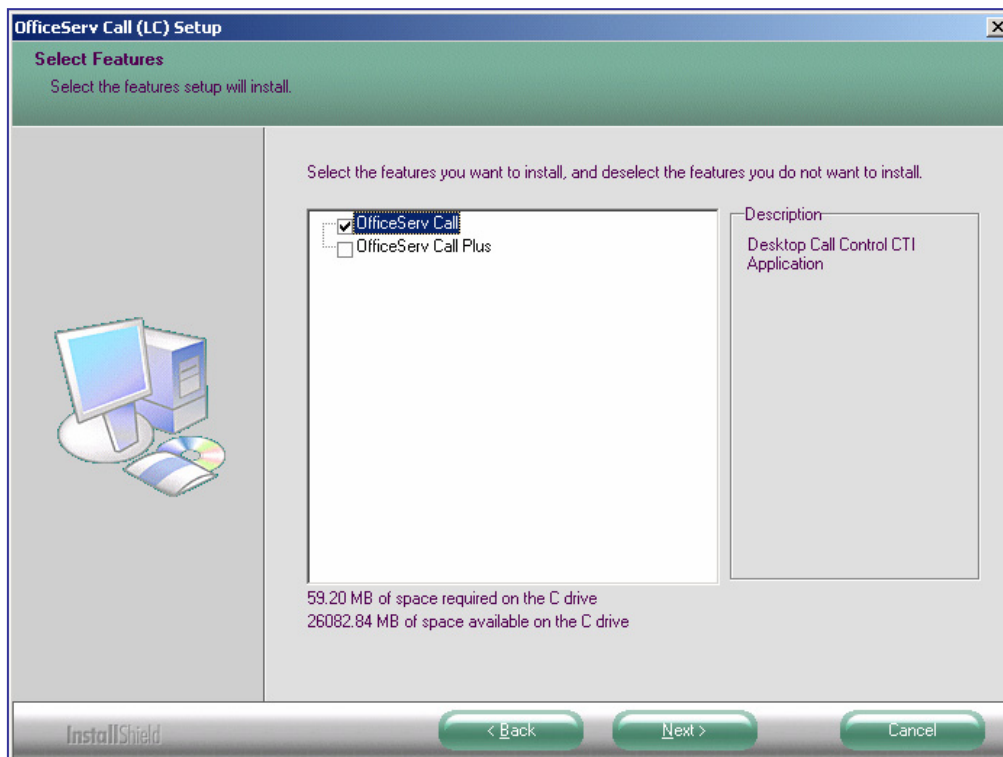 OfficeServ Call (LC) Setup
Select Features
Select the features setup will install.
Select the features you want to install, and deselect the features you do not want to install.
OfficeServ Call
OfficeServ Call Plus
Description
Desktop Call Control CTI
Application
59.20 MB of space required on the C drive
26082.84 MB of space available on the C drive
InstallShield
< Back
Next >
Cancel